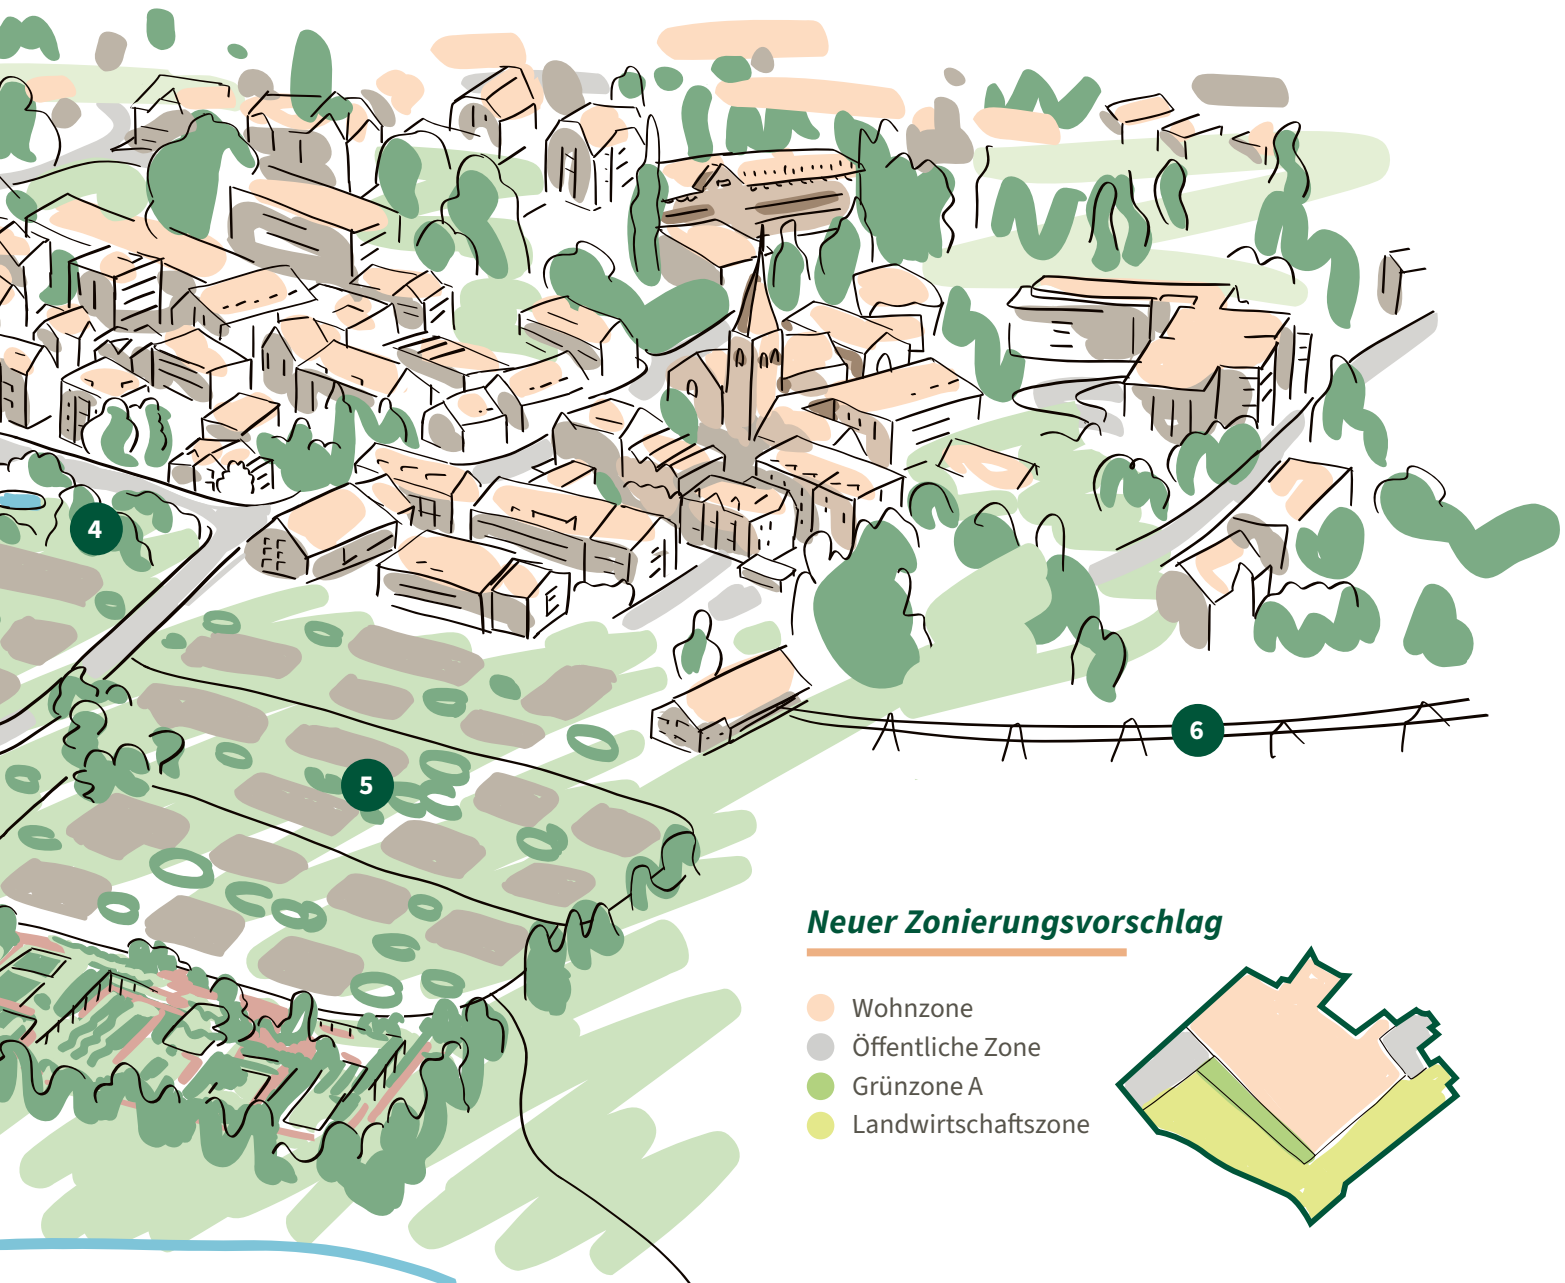 4
5
6
Neuer Zonierungsvorschlag
Wohnzone
Öffentliche Zone
Grünzone A
Landwirtschaftszone